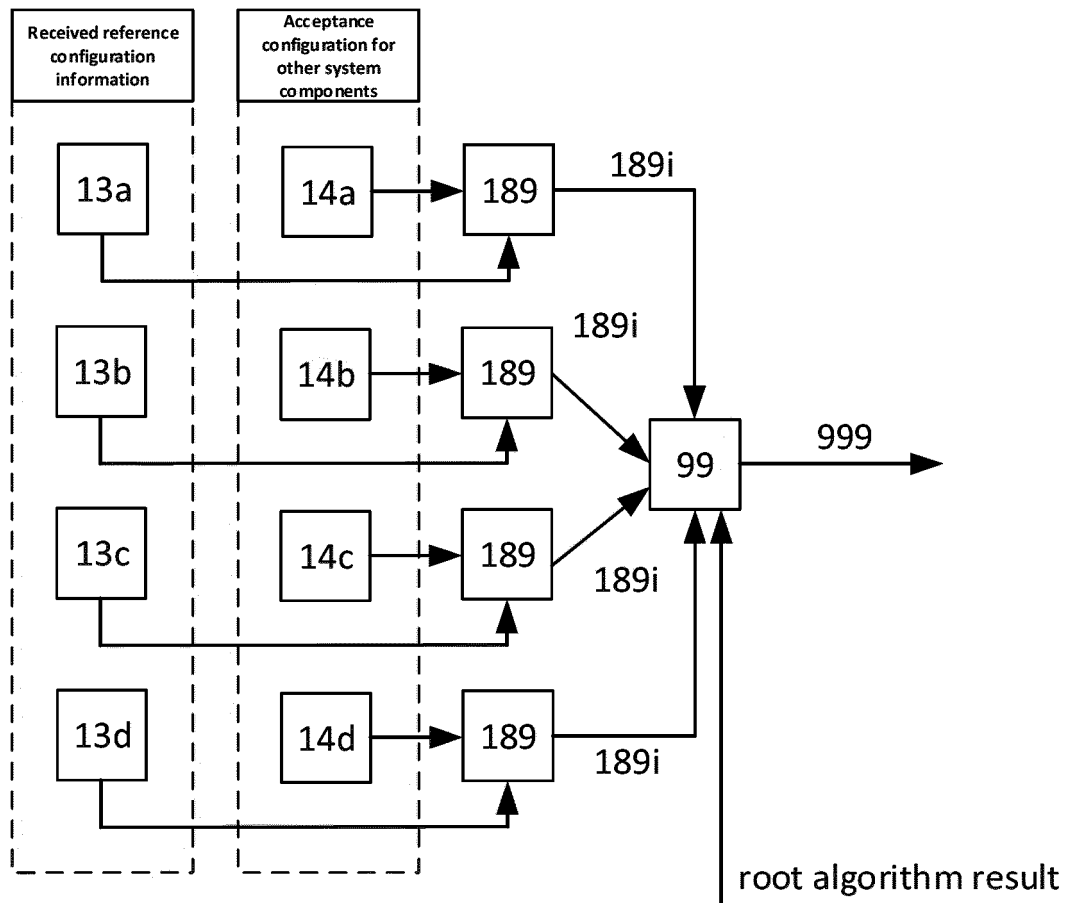 Received reference
configuration
information
Acceptance
configuration for
other system
components
13a
14a
189
189i
13b
14b
189
189i
99
999
13c
14c
189
189i
13d
14d
189
189i
root algorithm result